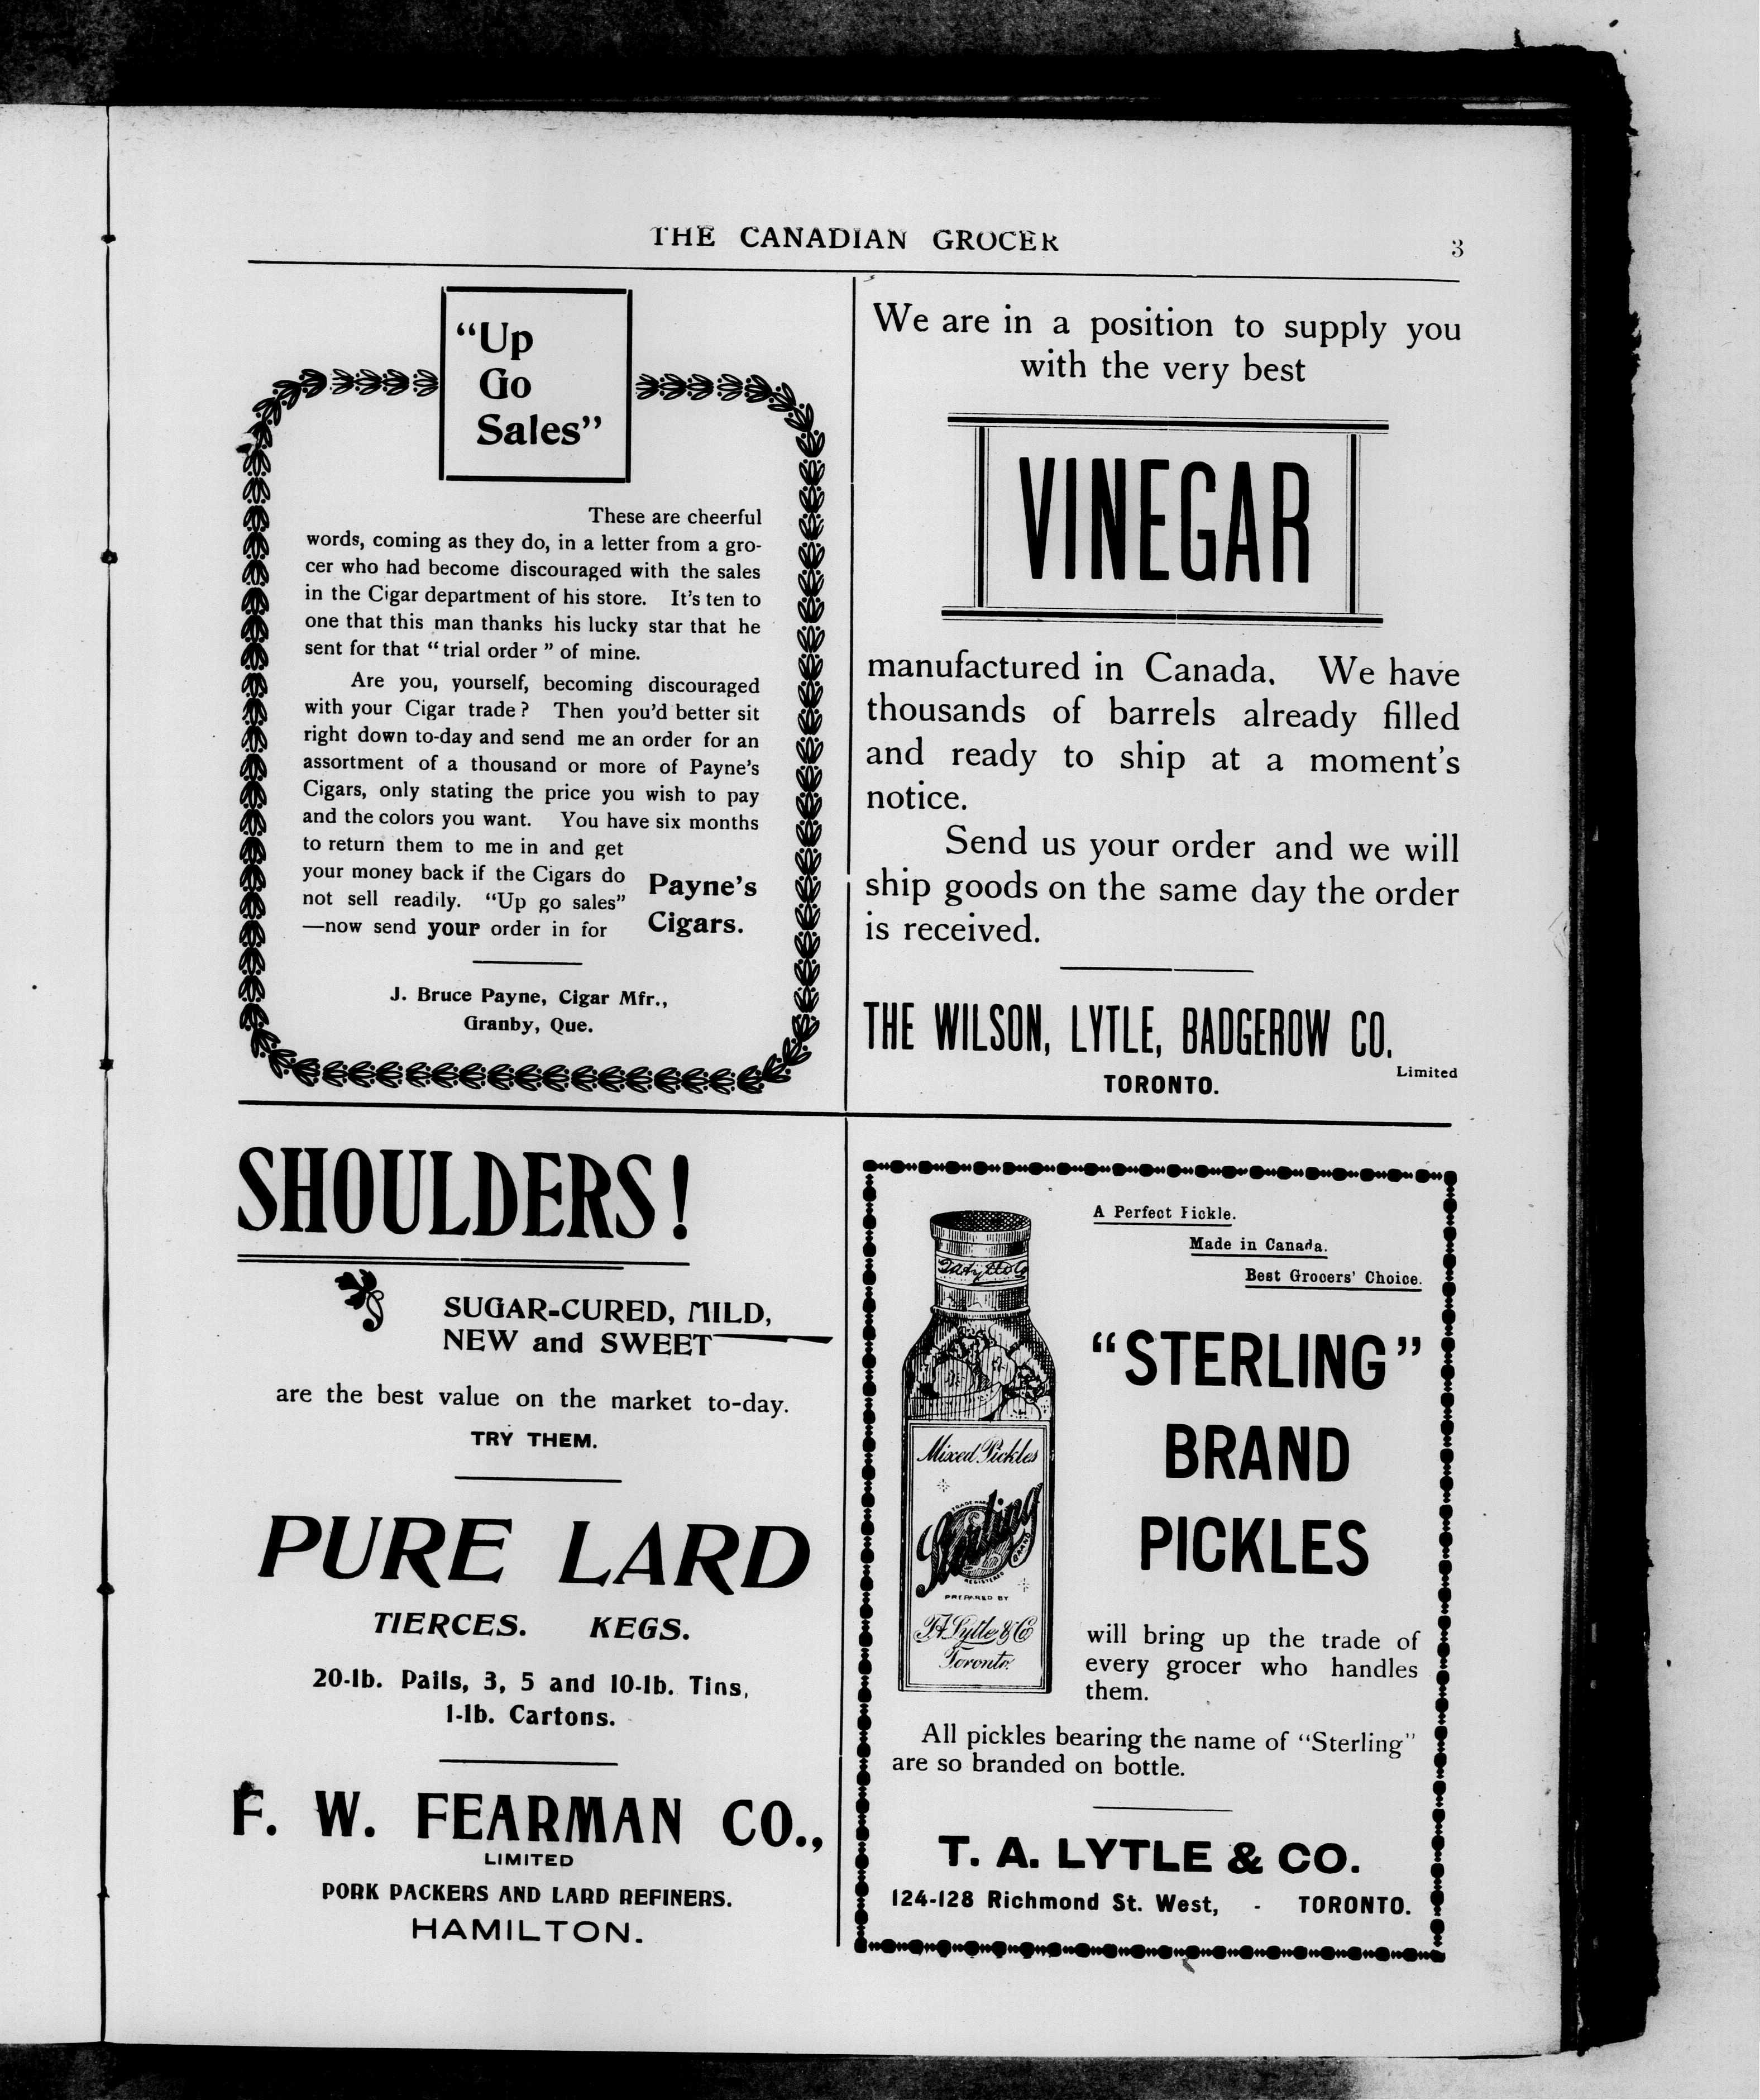 THE CANADIAN GROCER
3
"Up
Go
Sales"
These are cheerful
words, coming as they do, in a letter from a gro-
cer who had become discouraged with the sales
in the Cigar department of his store. It's ten to
one that this man thanks his lucky star that he
sent for that "trial order" of mine.
Are you, yourself, becoming discouraged
with your Cigar trade? Then you'd better sit
right down to-day and send me an order for an
assortment of a thousand or more of Payne's
Cigars, only stating the price you wish to pay
and the colors you want. You have six months
to return them to me in and get
your money back if the Cigars do
not sell readily. "Up go sales"
—now send your order in for
Payne's
Cigars.
J. Bruce Payne, Cigar Mfr.,
Granby, Que.
We are in a position to supply you
with the very best
VINEGAR
manufactured in Canada. We have
thousands of barrels already filled
and ready to ship at a moment's
notice.
Send us your order and we will
ship goods on the same day the order
is received.
THE WILSON, LYTLE, BADGEROW CO.
Limited
TORONTO.
SHOULDERS!
SUGAR-CURED, MILD,
NEW and SWEET
are the best value on the market to-day.
TRY THEM.
PURE LARD
TIERCES. KEGS.
20-lb. Pails, 3, 5 and 10-lb. Tins,
1-lb. Cartons.
F. W. FEARMAN CO.,
LIMITED
PORK PACKERS AND LARD REFINERS.
HAMILTON.
A Perfect Pickle.
Made in Canada.
Best Grocers' Choice.
"STERLING"
BRAND
PICKLES
will bring up the trade of
every grocer who handles
them.
Mixed Pickles
TRADE MARK
Sterling
BRAND
REGISTERED
PREPARED BY
T.A. Lytle & Co
Toronto.
All pickles bearing the name of "Sterling"
are so branded on bottle.
T. A. LYTLE & CO.
124-128 Richmond St. West, - TORONTO.